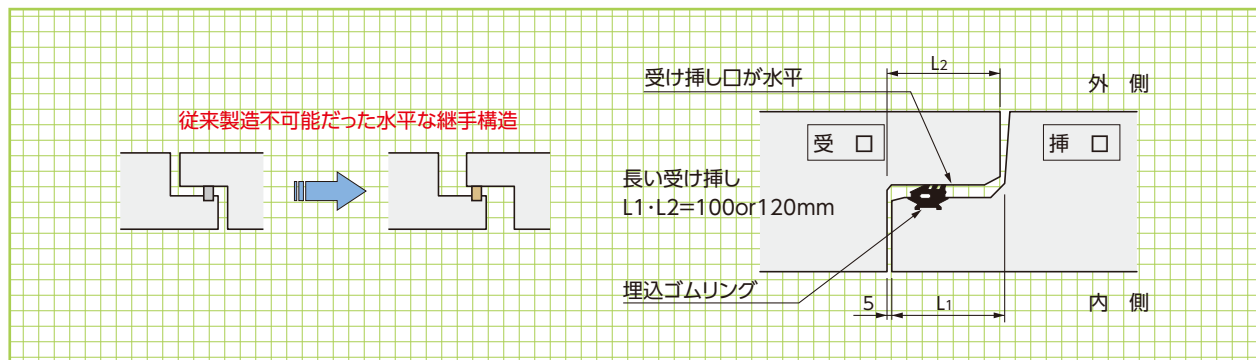 従来製造不可能だった水平な継手構造
受け挿し口が水平
L2
外 側
受 口
挿 口
長い受け挿し
L1・L2=100or120mm
埋込ゴムリング
5
L1
内 側